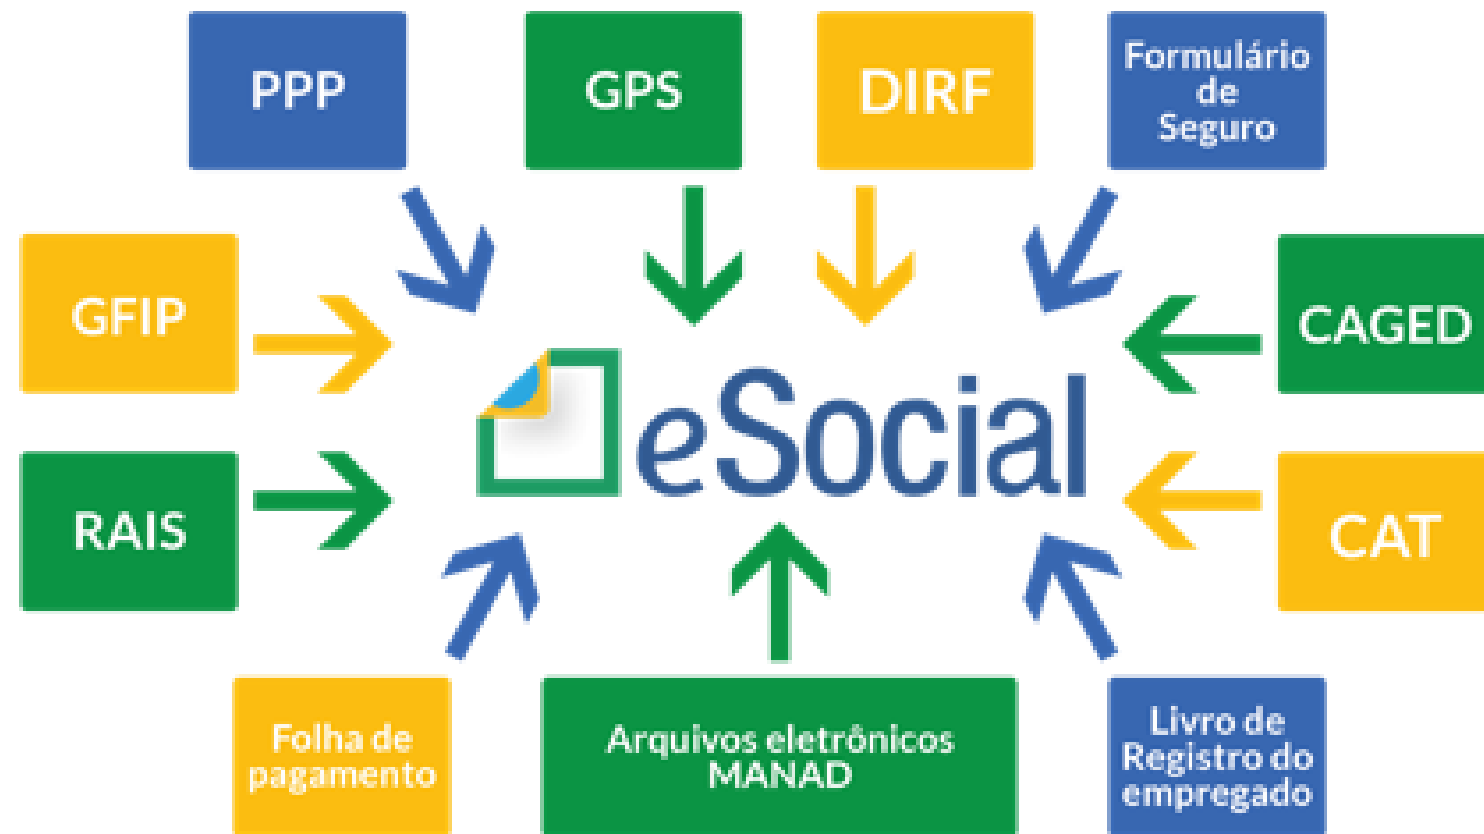 PPP
GPS
DIRF
Formulário
de
Seguro
GFIP
CAGED
eSocial
RAIS
CAT
Folha de
pagamento
Arquivos eletrônicos
MANAD
Livro de
Registro do
empregado